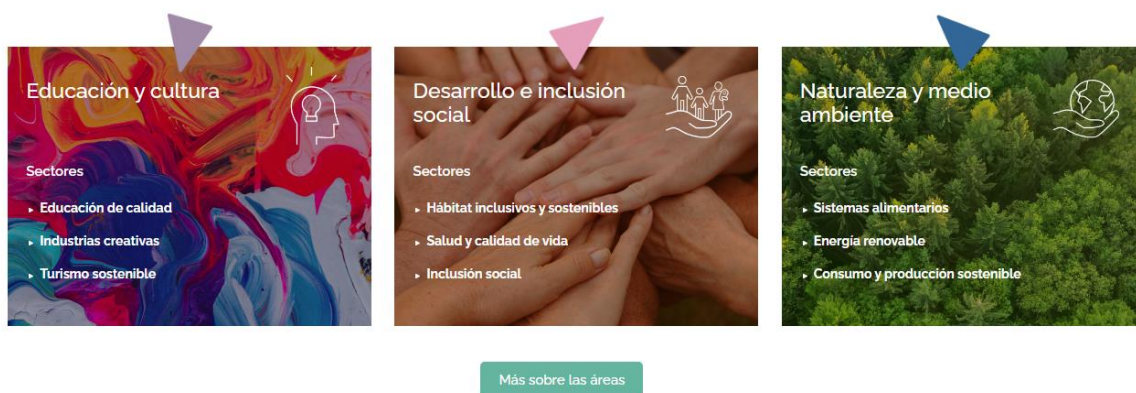 Educación y cultura
Sectores
▸ Educación de calidad
▸ Industrias creativas
▸ Turismo sostenible
Desarrollo e inclusión
social
Sectores
▸ Hábitat inclusivos y sostenibles
▸ Salud y calidad de vida
▸ Inclusión social
Naturaleza y medio
ambiente
Sectores
▸ Sistemas alimentarios
▸ Energía renovable
▸ Consumo y producción sostenible
Más sobre las áreas